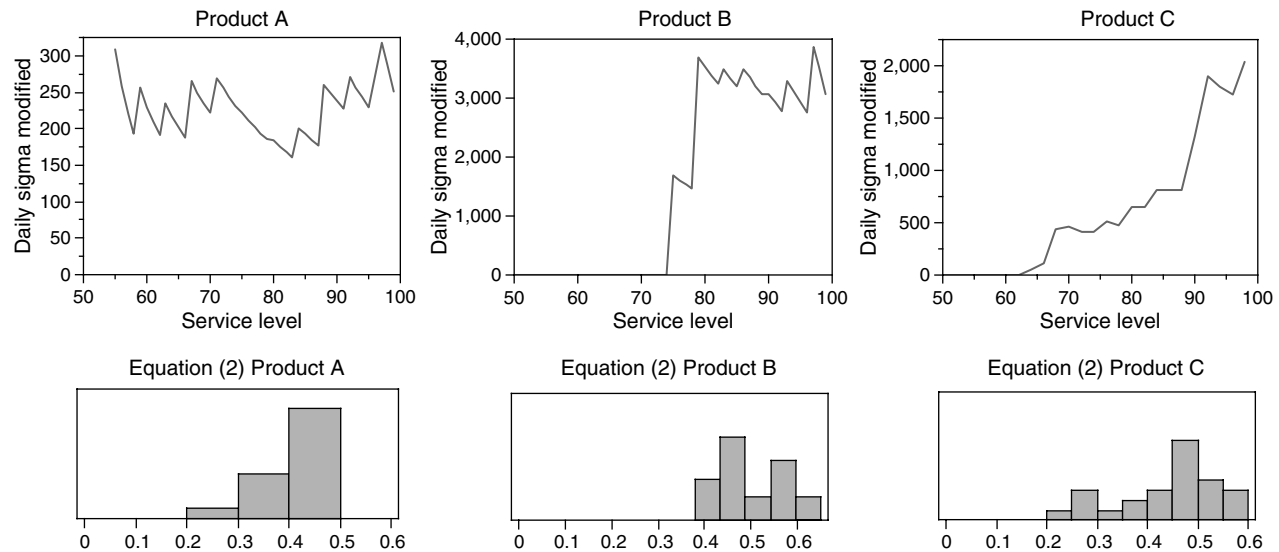 Product A
Daily sigma modified
300
250
200
150
100
50
0
50 60 70 80 90 100
Service level
Product B
Daily sigma modified
4,000
3,000
2,000
1,000
0
50 60 70 80 90 100
Service level
Product C
Daily sigma modified
2,000
1,500
1,000
500
0
50 60 70 80 90 100
Service level
Equation (2) Product A
0 0.1 0.2 0.3 0.4 0.5 0.6
Equation (2) Product B
0 0.1 0.2 0.3 0.4 0.5 0.6
Equation (2) Product C
0 0.1 0.2 0.3 0.4 0.5 0.6